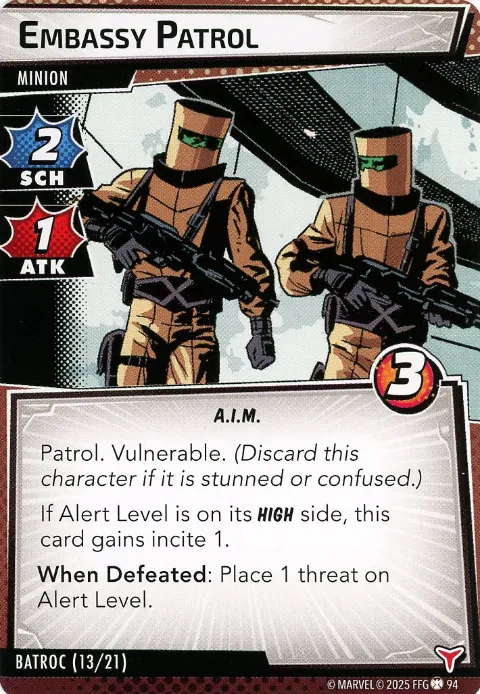 EMBASSY PATROL
MINION
2
SCH
1
ATK
3
A.I.M.
Patrol. Vulnerable. (Discard this
character if it is stunned or confused.)
If Alert Level is on its HIGH side, this
card gains incite 1.
When Defeated: Place 1 threat on
Alert Level.
BATROC (13/21)
© MARVEL © 2025 FFG 94